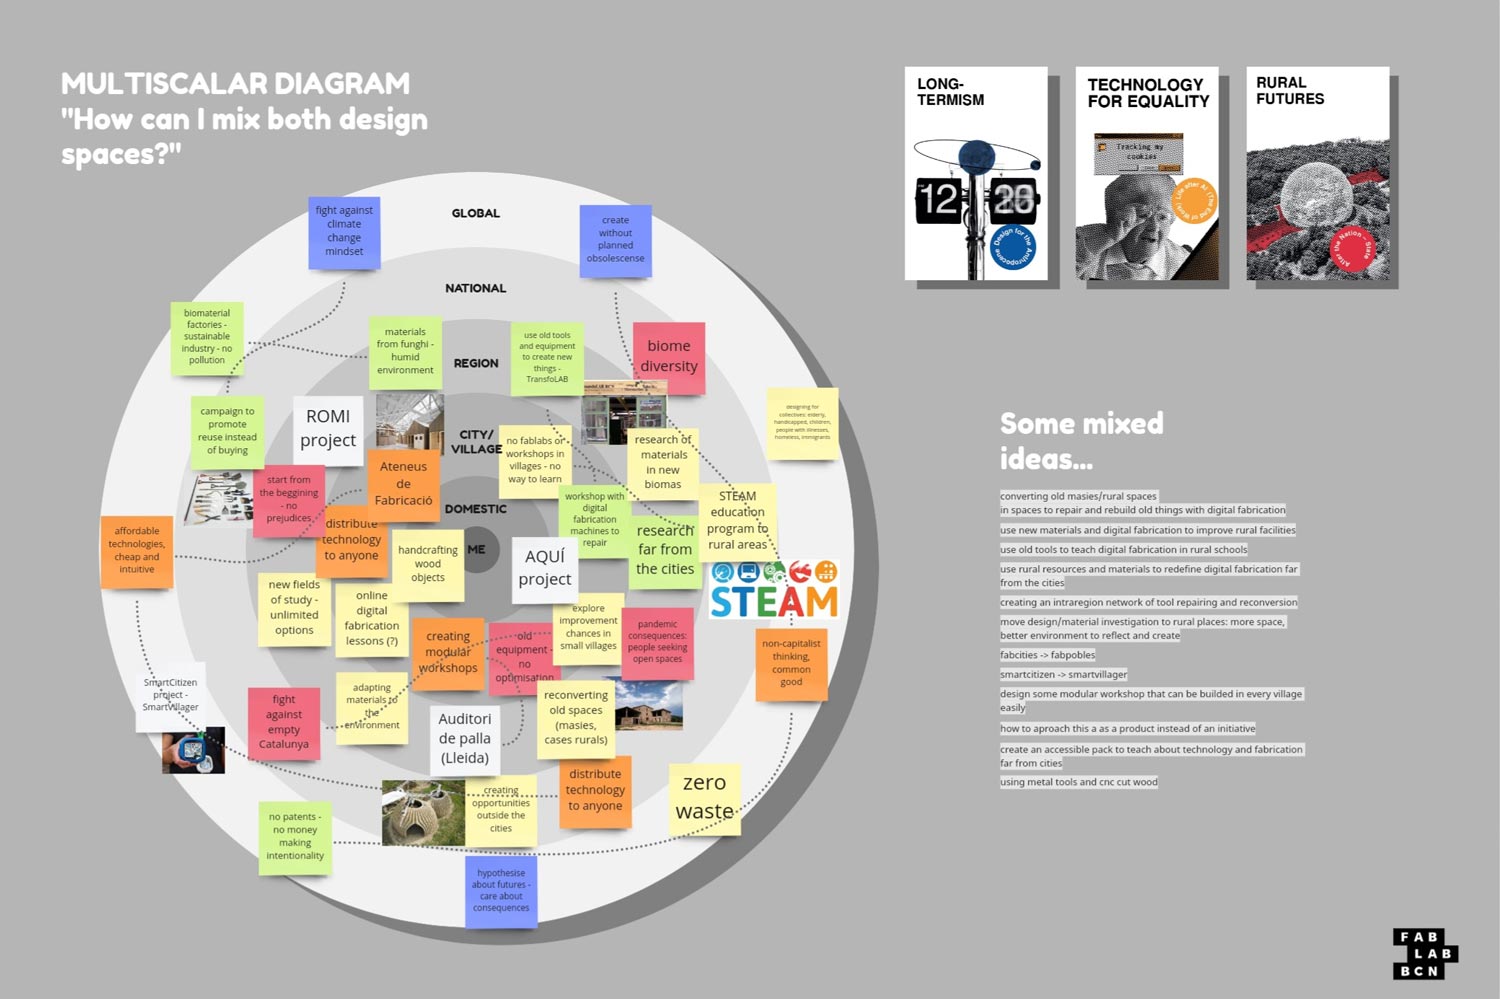 MULTISCALAR DIAGRAM
"How can I mix both design
spaces?"
LONG-
TERMISM
12
28
Design for the Anthropocene
TECHNOLOGY
FOR EQUALITY
Tracking my
cookies
Life after AI (The End of Work)
RURAL
FUTURES
After the Nation – State
GLOBAL
NATIONAL
REGION
CITY/
VILLAGE
DOMESTIC
ME
fight against
climate
change
mindset
create
without
planned
obsolescense
biomaterial
factories -
sustainable
industry - no
pollution
materials
from funghi -
humid
environment
use old tools
and equipment
to create new
things -
TransfoLAB
biome
diversity
designing for
collectives: elderly,
handicapped, children,
people with illnesses,
homeless, immigrants
campaign to
promote
reuse instead
of buying
ROMI
project
Ateneus
de
Fabricació
no fablabs or
workshops in
villages - no
way to learn
research of
materials
in new
biomas
start from
the beggining
- no
prejudices
distribute
technology
to anyone
workshop with
digital
fabrication
machines to
repair
STEAM
education
program to
rural areas
affordable
technologies,
cheap and
intuitive
handcrafting
wood
objects
AQUÍ
project
research
far from
the cities
STEAM
new fields
of study -
unlimited
options
online
digital
fabrication
lessons (?)
creating
modular
workshops
old
equipment -
no
optimisation
explore
improvement
chances in
small villages
pandemic
consequences:
people seeking
open spaces
non-capitalist
thinking,
common
good
SmartCitizen
project -
SmartVillager
fight
against
empty
Catalunya
adapting
materials to
the
environment
Auditori
de palla
(Lleida)
reconverting
old spaces
(masies,
cases rurals)
creating
opportunities
outside the
cities
distribute
technology
to anyone
zero
waste
no patents -
no money
making
intentionality
hypothesise
about futures -
care about
consequences
Some mixed
ideas...
converting old masies/rural spaces
in spaces to repair and rebuild old things with digital fabrication
use new materials and digital fabrication to improve rural facilities
use old tools to teach digital fabrication in rural schools
use rural resources and materials to redefine digital fabrication far
from the cities
creating an intraregion network of tool repairing and reconversion
move design/material investigation to rural places: more space,
better environment to reflect and create
fabcities -> fabpobles
smartcitizen -> smartvillager
design some modular workshop that can be builded in every village
easily
how to aproach this a as a product instead of an initiative
create an accessible pack to teach about technology and fabrication
far from cities
using metal tools and cnc cut wood
FAB
LAB
BCN